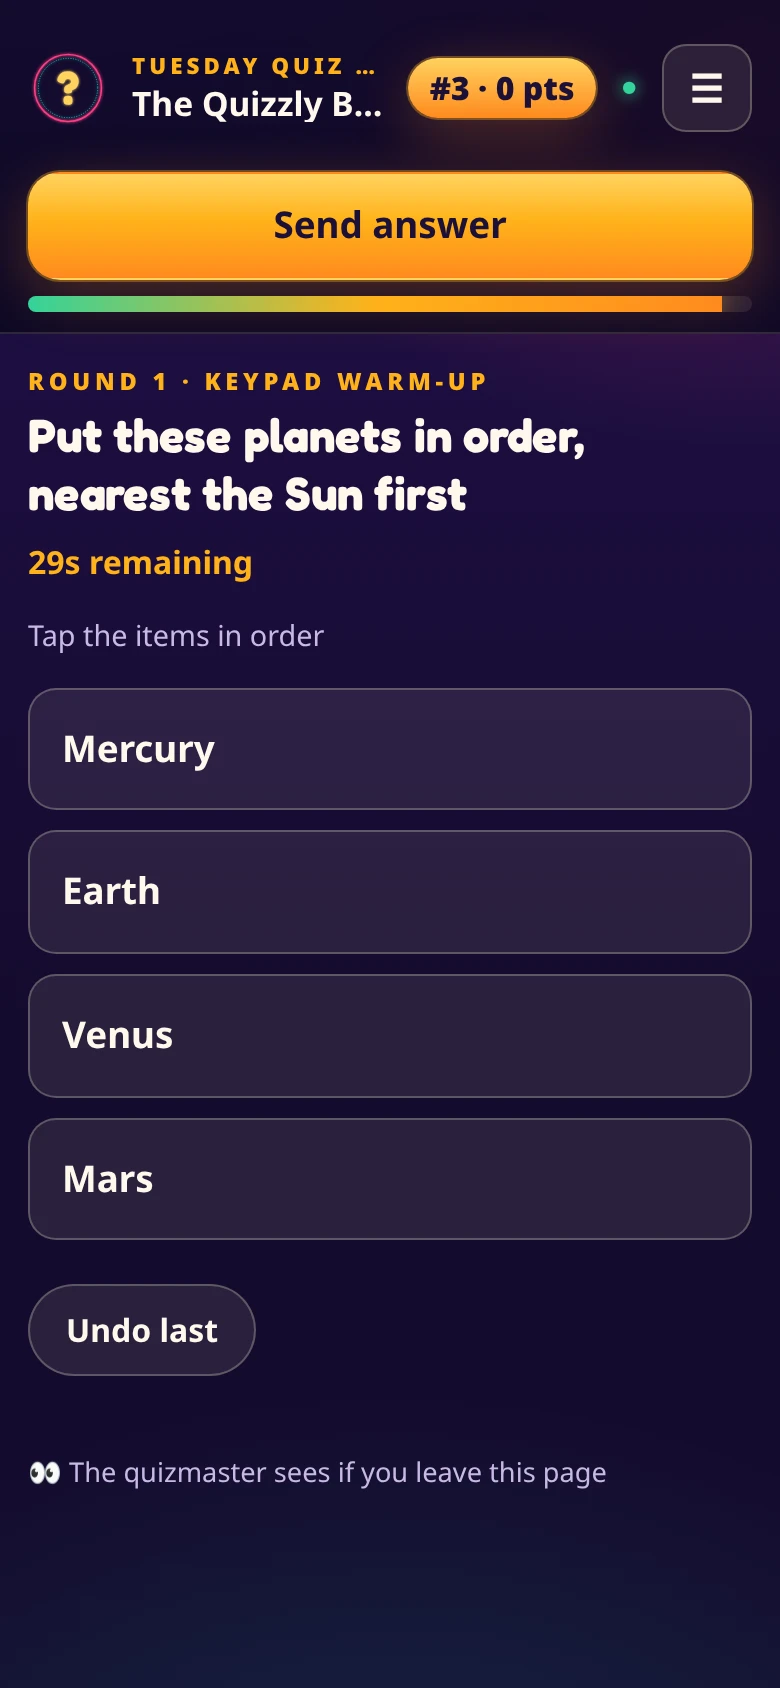 ?
TUESDAY QUIZ …
The Quizzly B…
#3 · 0 pts
Send answer
ROUND 1 · KEYPAD WARM-UP
Put these planets in order,
nearest the Sun first
29s remaining
Tap the items in order
Mercury
Earth
Venus
Mars
Undo last
👀 The quizmaster sees if you leave this page